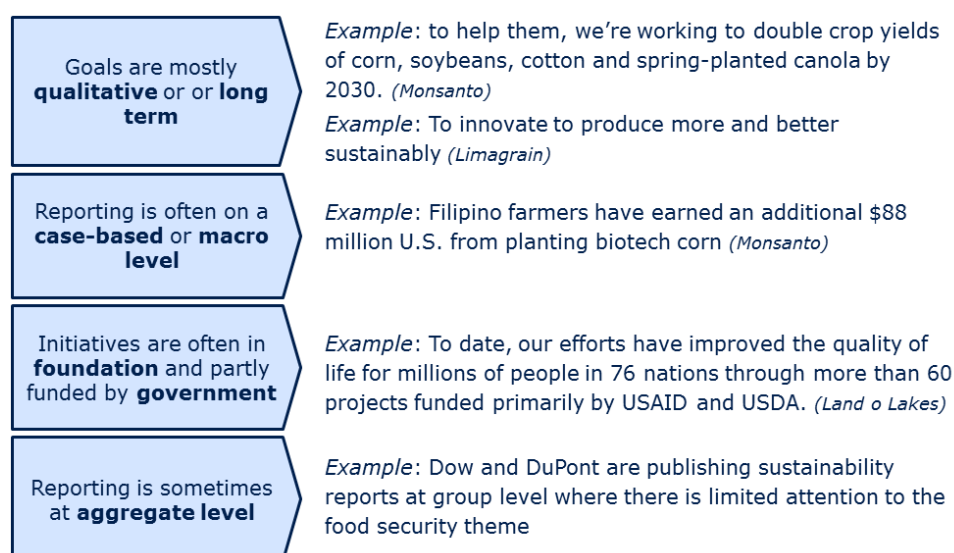 Goals are mostly
qualitative or or long
term
Example: to help them, we’re working to double crop yields
of corn, soybeans, cotton and spring-planted canola by
2030. (Monsanto)
Example: To innovate to produce more and better
sustainably (Limagrain)
Reporting is often on a
case-based or macro
level
Example: Filipino farmers have earned an additional $88
million U.S. from planting biotech corn (Monsanto)
Initiatives are often in
foundation and partly
funded by government
Example: To date, our efforts have improved the quality of
life for millions of people in 76 nations through more than 60
projects funded primarily by USAID and USDA. (Land o Lakes)
Reporting is sometimes
at aggregate level
Example: Dow and DuPont are publishing sustainability
reports at group level where there is limited attention to the
food security theme